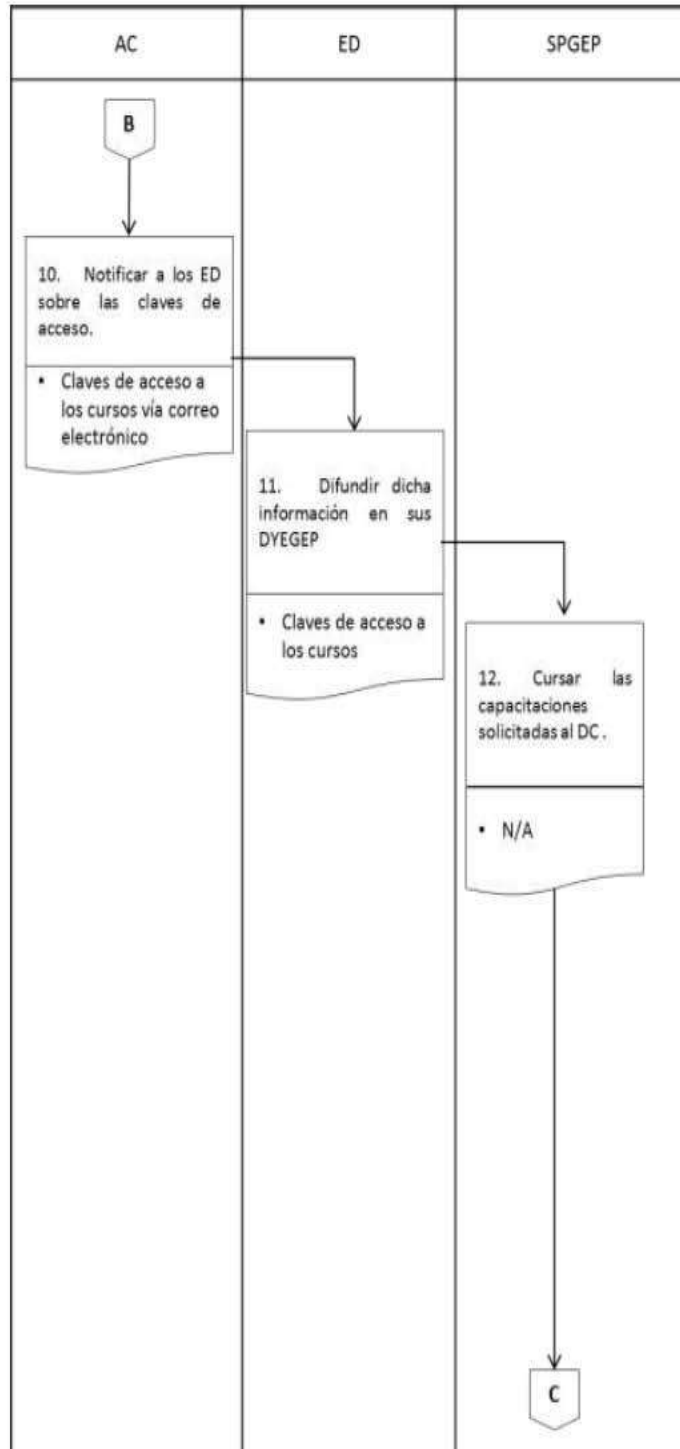 AC
ED
SPGEP
B
10. Notificar a los ED
sobre las claves de
acceso.
• Claves de acceso a
los cursos vía correo
electrónico
11. Difundir dicha
información en sus
DYEGEP
• Claves de acceso a
los cursos
12. Cursar las
capacitaciones
solicitadas al DC .
• N/A
C